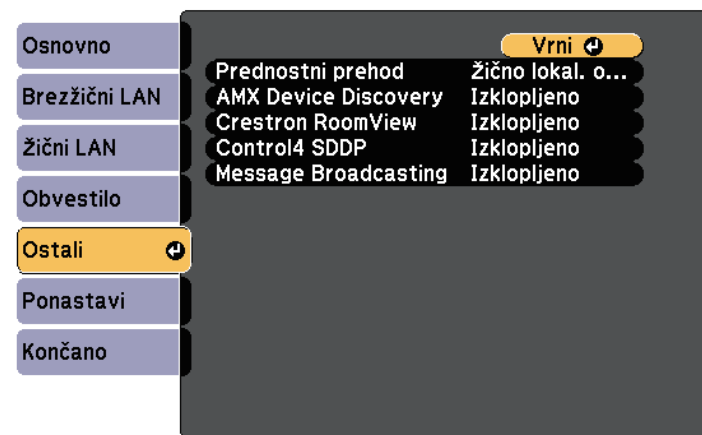 Osnovno
Brezžični LAN
Žični LAN
Obvestilo
Ostali
Ponastavi
Končano
Vrni
Prednostni prehod Žično lokal. o...
AMX Device Discovery Izklopljeno
Crestron RoomView Izklopljeno
Control4 SDDP Izklopljeno
Message Broadcasting Izklopljeno